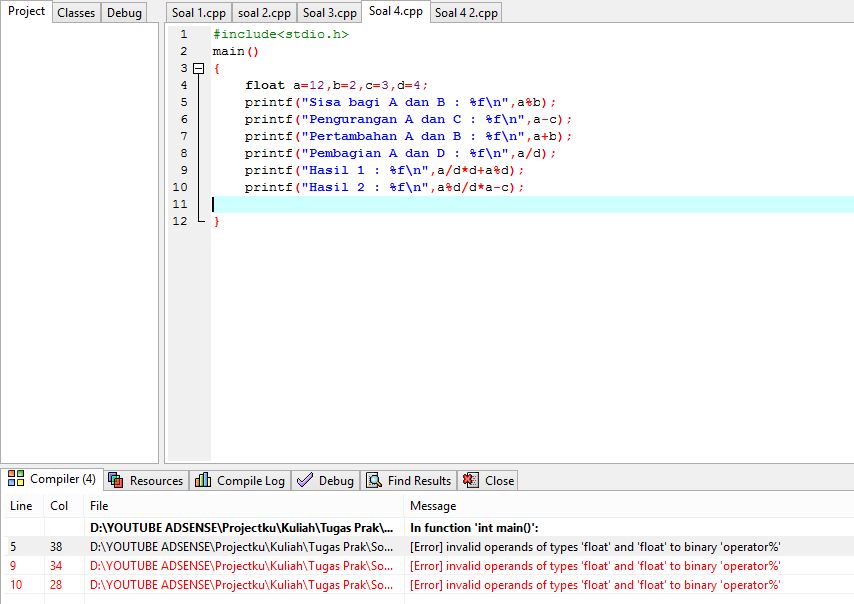 Project Classes Debug Soal 1.cpp soal 2.cpp Soal 3.cpp Soal 4.cpp Soal 4 2.cpp
1 #include<stdio.h>
2 main()
3 {
4 float a=12,b=2,c=3,d=4;
5 printf("Sisa bagi A dan B : %f\n",a%b);
6 printf("Pengurangan A dan C : %f\n",a-c);
7 printf("Pertambahan A dan B : %f\n",a+b);
8 printf("Pembagian A dan D : %f\n",a/d);
9 printf("Hasil 1 : %f\n",a/d*d+a%d);
10 printf("Hasil 2 : %f\n",a%d/d*a-c);
11
12 }
Compiler (4) Resources Compile Log Debug Find Results Close
Line Col File Message
D:\YOUTUBE ADSENSE\Projectku\Kuliah\Tugas Prak\... In function 'int main()':
5 38 D:\YOUTUBE ADSENSE\Projectku\Kuliah\Tugas Prak\So... [Error] invalid operands of types 'float' and 'float' to binary 'operator%'
9 34 D:\YOUTUBE ADSENSE\Projectku\Kuliah\Tugas Prak\So... [Error] invalid operands of types 'float' and 'float' to binary 'operator%'
10 28 D:\YOUTUBE ADSENSE\Projectku\Kuliah\Tugas Prak\So... [Error] invalid operands of types 'float' and 'float' to binary 'operator%'